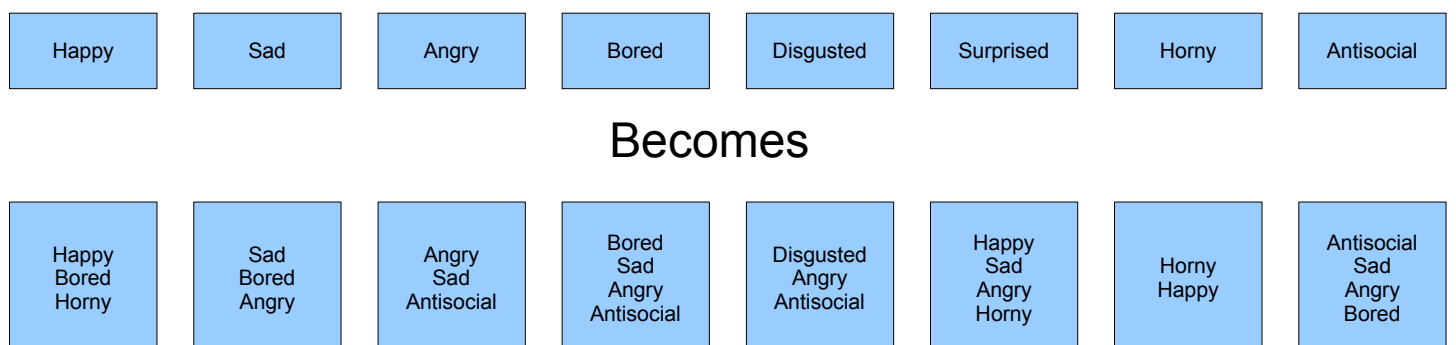 Happy
Sad
Angry
Bored
Disgusted
Surprised
Horny
Antisocial
Becomes
Happy
Bored
Horny
Sad
Bored
Angry
Angry
Sad
Antisocial
Bored
Sad
Angry
Antisocial
Disgusted
Angry
Antisocial
Happy
Sad
Angry
Horny
Horny
Happy
Antisocial
Sad
Angry
Bored